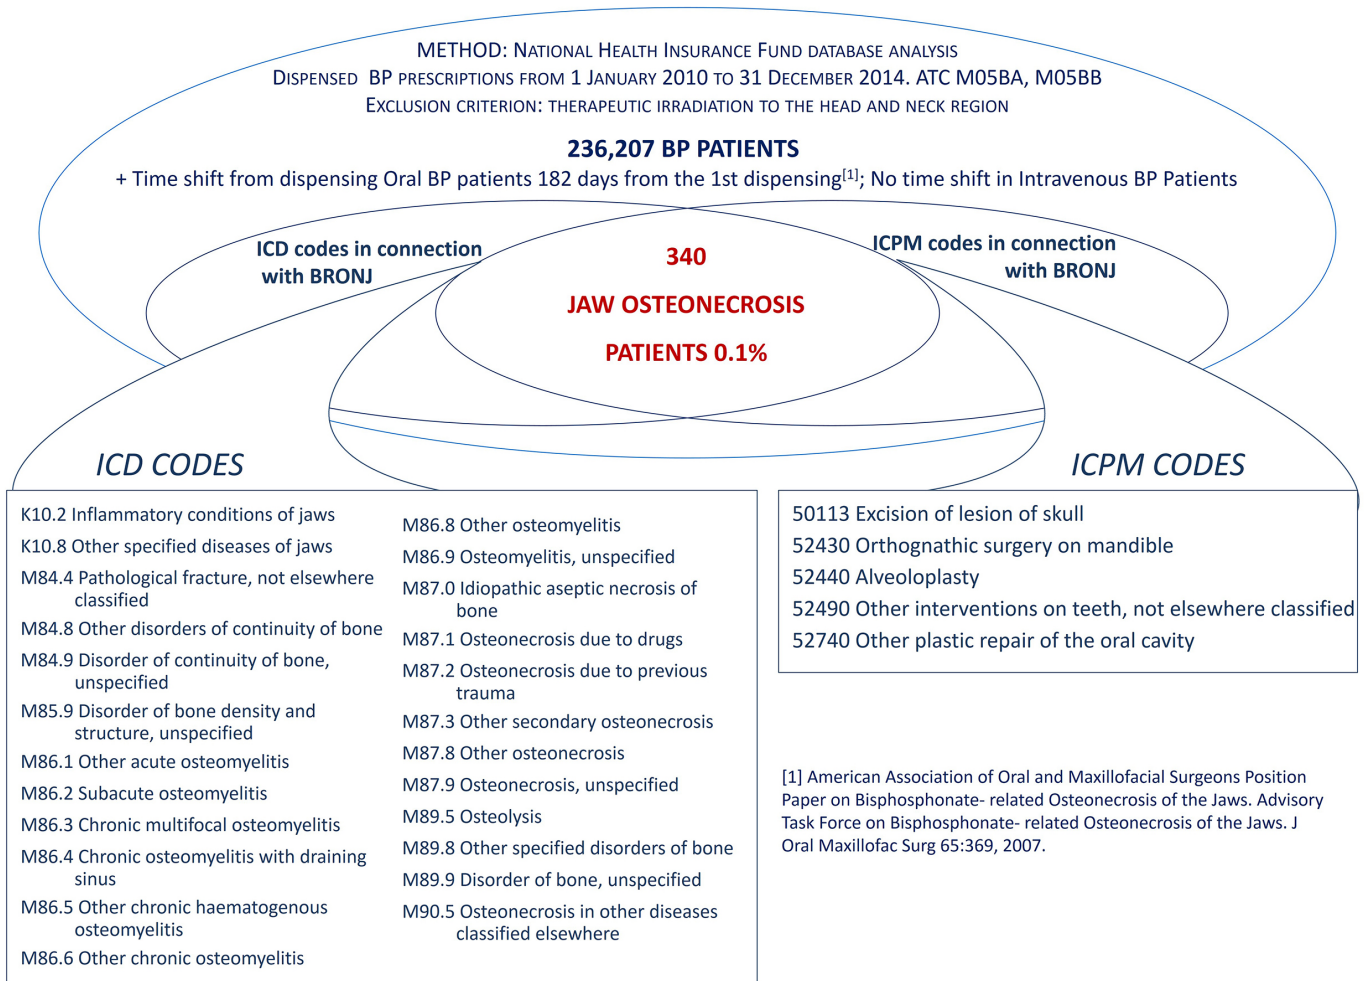 METHOD: NATIONAL HEALTH INSURANCE FUND DATABASE ANALYSIS
DISPENSED BP PRESCRIPTIONS FROM 1 JANUARY 2010 TO 31 DECEMBER 2014. ATC M05BA, M05BB
EXCLUSION CRITERION: THERAPEUTIC IRRADIATION TO THE HEAD AND NECK REGION
236,207 BP PATIENTS
+ Time shift from dispensing Oral BP patients 182 days from the 1st dispensing[1]; No time shift in Intravenous BP Patients
ICD codes in connection
with BRONJ
340
JAW OSTEONECROSIS
PATIENTS 0.1%
ICPM codes in connection
with BRONJ
ICD CODES
K10.2 Inflammatory conditions of jaws
K10.8 Other specified diseases of jaws
M84.4 Pathological fracture, not elsewhere
classified
M84.8 Other disorders of continuity of bone
M84.9 Disorder of continuity of bone,
unspecified
M85.9 Disorder of bone density and
structure, unspecified
M86.1 Other acute osteomyelitis
M86.2 Subacute osteomyelitis
M86.3 Chronic multifocal osteomyelitis
M86.4 Chronic osteomyelitis with draining
sinus
M86.5 Other chronic haematogenous
osteomyelitis
M86.6 Other chronic osteomyelitis
M86.8 Other osteomyelitis
M86.9 Osteomyelitis, unspecified
M87.0 Idiopathic aseptic necrosis of
bone
M87.1 Osteonecrosis due to drugs
M87.2 Osteonecrosis due to previous
trauma
M87.3 Other secondary osteonecrosis
M87.8 Other osteonecrosis
M87.9 Osteonecrosis, unspecified
M89.5 Osteolysis
M89.8 Other specified disorders of bone
M89.9 Disorder of bone, unspecified
M90.5 Osteonecrosis in other diseases
classified elsewhere
ICPM CODES
50113 Excision of lesion of skull
52430 Orthognathic surgery on mandible
52440 Alveoloplasty
52490 Other interventions on teeth, not elsewhere classified
52740 Other plastic repair of the oral cavity
[1] American Association of Oral and Maxillofacial Surgeons Position
Paper on Bisphosphonate- related Osteonecrosis of the Jaws. Advisory
Task Force on Bisphosphonate- related Osteonecrosis of the Jaws. J
Oral Maxillofac Surg 65:369, 2007.